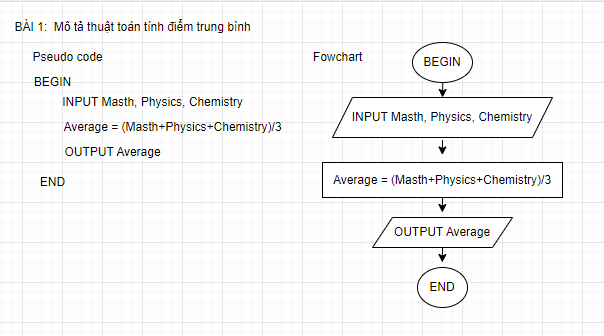 BÀI 1: Mô tả thuật toán tính điểm trung bình
Pseudo code
BEGIN
INPUT Masth, Physics, Chemistry
Average = (Masth+Physics+Chemistry)/3
OUTPUT Average
END
Fowchart
BEGIN
INPUT Masth, Physics, Chemistry
Average = (Masth+Physics+Chemistry)/3
OUTPUT Average
END